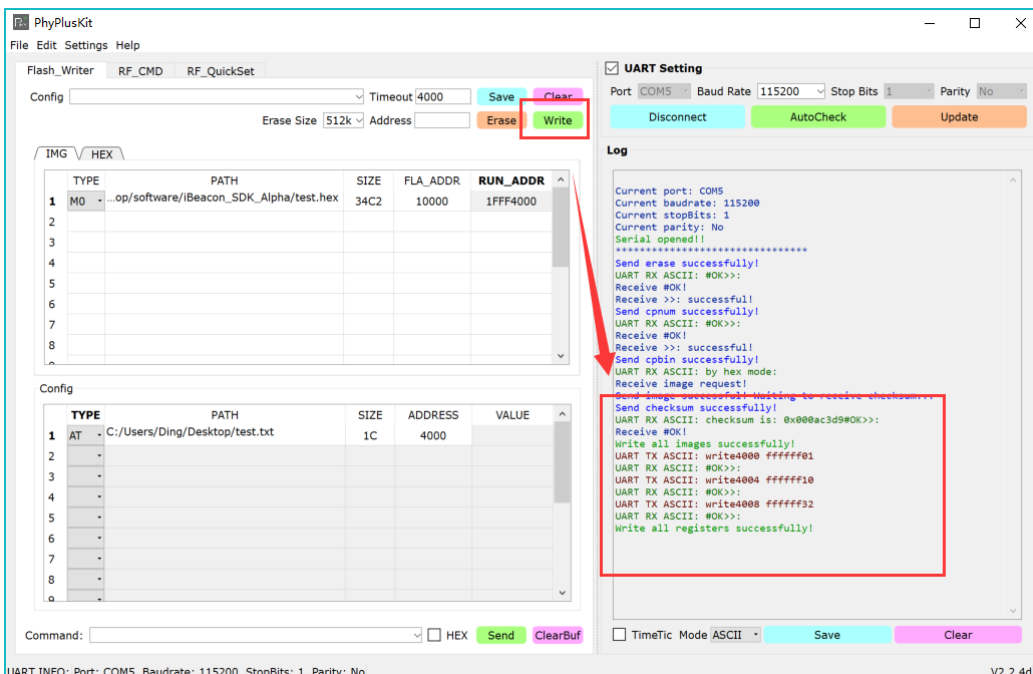 PhyPlusKit
File Edit Settings Help
Flash_Writer RF_CMD RF_QuickSet
Config Timeout 4000 Save Clear
Erase Size 512k Address Erase Write
IMG HEX
TYPE PATH SIZE FLA_ADDR RUN_ADDR
1 M0 ...op/software/iBeacon_SDK_Alpha/test.hex 34C2 10000 1FFF4000
2
3
4
5
6
7
8
9
Config
TYPE PATH SIZE ADDRESS VALUE
1 AT C:/Users/Ding/Desktop/test.txt 1C 4000
2
3
4
5
6
7
8
9
Command: HEX Send ClearBuf
UART Setting
Port COM5 Baud Rate 115200 Stop Bits 1 Parity No
Disconnect AutoCheck Update
Log
Current port: COM5
Current baudrate: 115200
Current stopBits: 1
Current parity: No
Serial opened!!
*********************************
Send erase successfully!
UART RX ASCII: #OK>>:
Receive #OK!
Receive >>: successful!
Send cpnum successfully!
UART RX ASCII: #OK>>:
Receive #OK!
Receive >>: successful!
Send cpbin successfully!
UART RX ASCII: by hex mode:
Receive image request!
Send image successful! Waiting to receive checksum...
Send checksum successfully!
UART RX ASCII: checksum is: 0x000ac3d9#OK>>:
Receive #OK!
Write all images successfully!
UART TX ASCII: write4000 ffffff01
UART RX ASCII: #OK>>:
UART TX ASCII: write4004 ffffff10
UART RX ASCII: #OK>>:
UART TX ASCII: write4008 ffffff32
UART RX ASCII: #OK>>:
Write all registers successfully!
TimeTic Mode ASCII Save Clear
UART INFO: Port: COM5 Baudrate: 115200 StopBits: 1 Parity: No
V2.2.4d